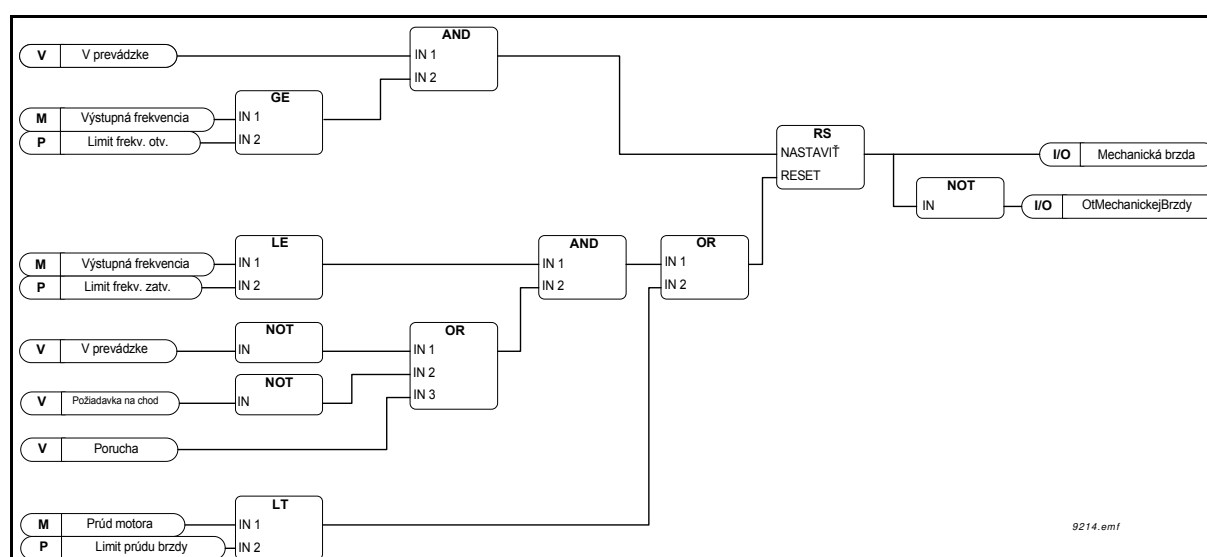 AND
V V prevádzke IN 1
IN 2
GE
M Výstupná frekvencia IN 1
P Limit frekv. otv. IN 2
RS
NASTAVIŤ I/O Mechanická brzda
RESET
NOT
IN I/O OtMechanickejBrzdy
LE AND OR
M Výstupná frekvencia IN 1 IN 1 IN 1
P Limit frekv. zatv. IN 2 IN 2 IN 2
NOT OR
V V prevádzke IN IN 1
NOT IN 2
V Požiadavka na chod IN IN 3
V Porucha
LT
M Prúd motora IN 1
P Limit prúdu brzdy IN 2
9214.emf